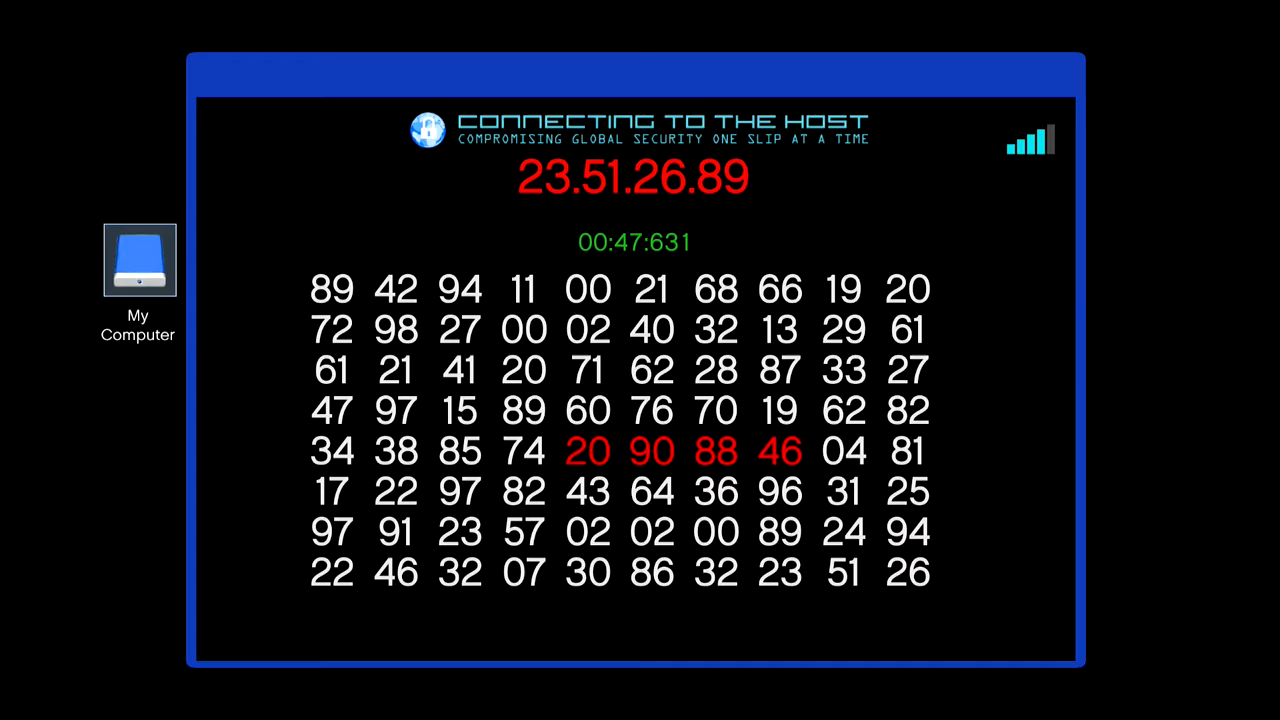 CONNECTING TO THE HOST
COMPROMISING GLOBAL SECURITY ONE SLIP AT A TIME
23.51.26.89
00:47:631
89 42 94 11 00 21 68 66 19 20
72 98 27 00 02 40 32 13 29 61
61 21 41 20 71 62 28 87 33 27
47 97 15 89 60 76 70 19 62 82
34 38 85 74 20 90 88 46 04 81
17 22 97 82 43 64 36 96 31 25
97 91 23 57 02 02 00 89 24 94
22 46 32 07 30 86 32 23 51 26
My
Computer